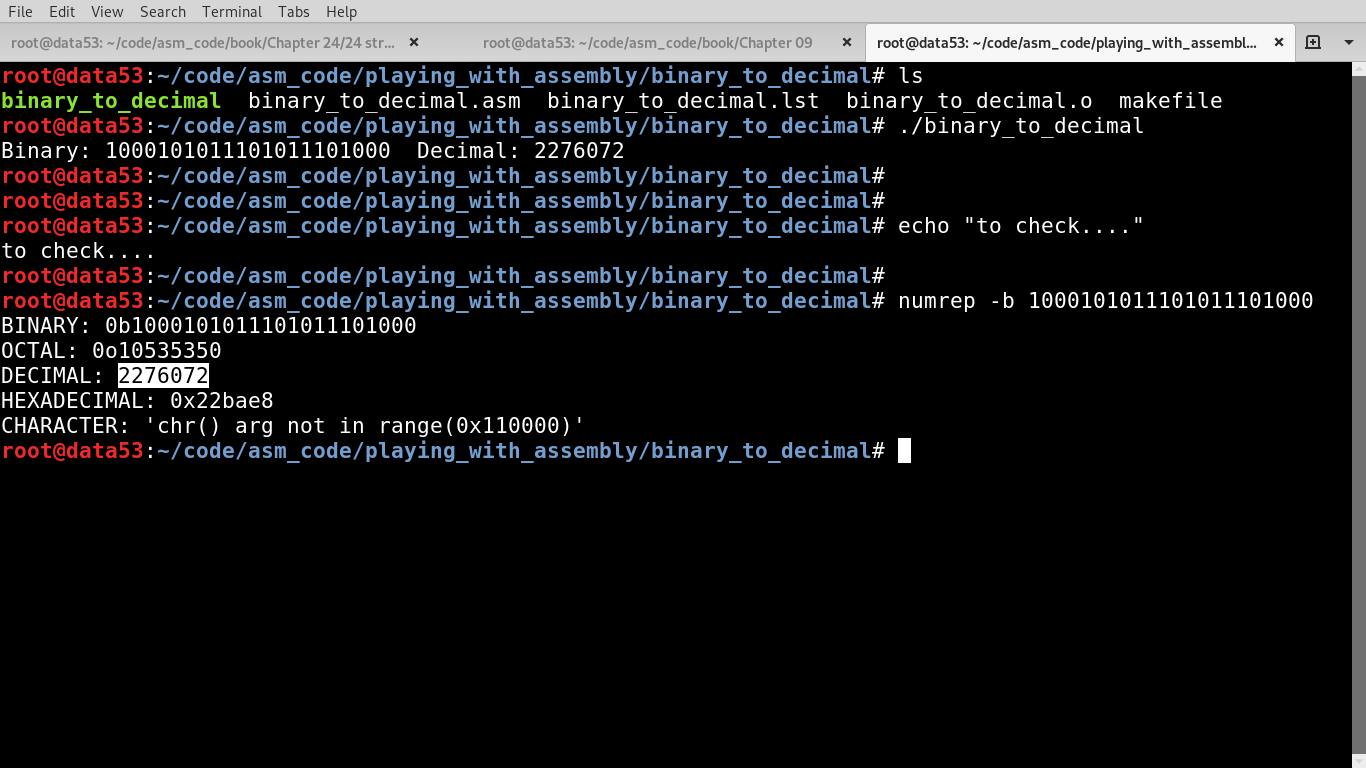 File Edit View Search Terminal Tabs Help
root@data53: ~/code/asm_code/book/Chapter 24/24 str... × root@data53: ~/code/asm_code/book/Chapter 09 × root@data53: ~/code/asm_code/playing_with_assembl... ×
root@data53:~/code/asm_code/playing_with_assembly/binary_to_decimal# ls
binary_to_decimal  binary_to_decimal.asm  binary_to_decimal.lst  binary_to_decimal.o  makefile
root@data53:~/code/asm_code/playing_with_assembly/binary_to_decimal# ./binary_to_decimal
Binary: 1000101011101011101000  Decimal: 2276072
root@data53:~/code/asm_code/playing_with_assembly/binary_to_decimal#
root@data53:~/code/asm_code/playing_with_assembly/binary_to_decimal#
root@data53:~/code/asm_code/playing_with_assembly/binary_to_decimal# echo "to check...."
to check....
root@data53:~/code/asm_code/playing_with_assembly/binary_to_decimal#
root@data53:~/code/asm_code/playing_with_assembly/binary_to_decimal# numrep -b 1000101011101011101000
BINARY: 0b1000101011101011101000
OCTAL: 0o10535350
DECIMAL: 2276072
HEXADECIMAL: 0x22bae8
CHARACTER: 'chr() arg not in range(0x110000)'
root@data53:~/code/asm_code/playing_with_assembly/binary_to_decimal#